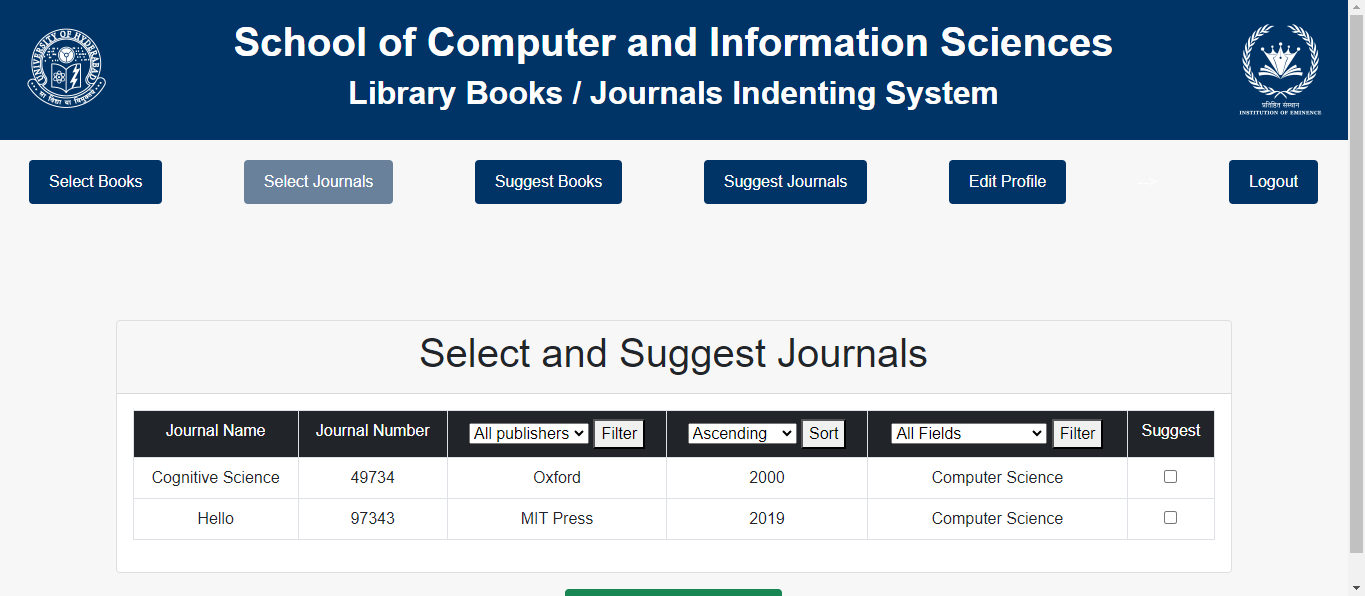 UNIVERSITY OF HYDERABAD
School of Computer and Information Sciences
Library Books / Journals Indenting System
प्रतिष्ठित संस्थान
INSTITUTION OF EMINENCE
Select Books
Select Journals
Suggest Books
Suggest Journals
Edit Profile
-->
Logout
Select and Suggest Journals
Journal Name Journal Number All publishers Filter Ascending Sort All Fields Filter Suggest
Cognitive Science 49734 Oxford 2000 Computer Science
Hello 97343 MIT Press 2019 Computer Science